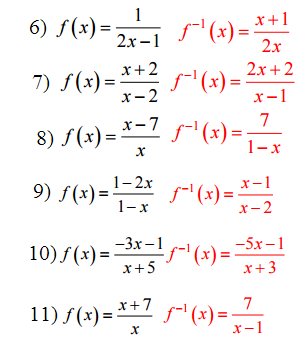 6) f(x) = 1/(2x−1) f⁻¹(x) = (x+1)/(2x)
7) f(x) = (x+2)/(x−2) f⁻¹(x) = (2x+2)/(x−1)
8) f(x) = (x−7)/x f⁻¹(x) = 7/(1−x)
9) f(x) = (1−2x)/(1−x) f⁻¹(x) = (x−1)/(x−2)
10) f(x) = (−3x−1)/(x+5) f⁻¹(x) = (−5x−1)/(x+3)
11) f(x) = (x+7)/x f⁻¹(x) = 7/(x−1)